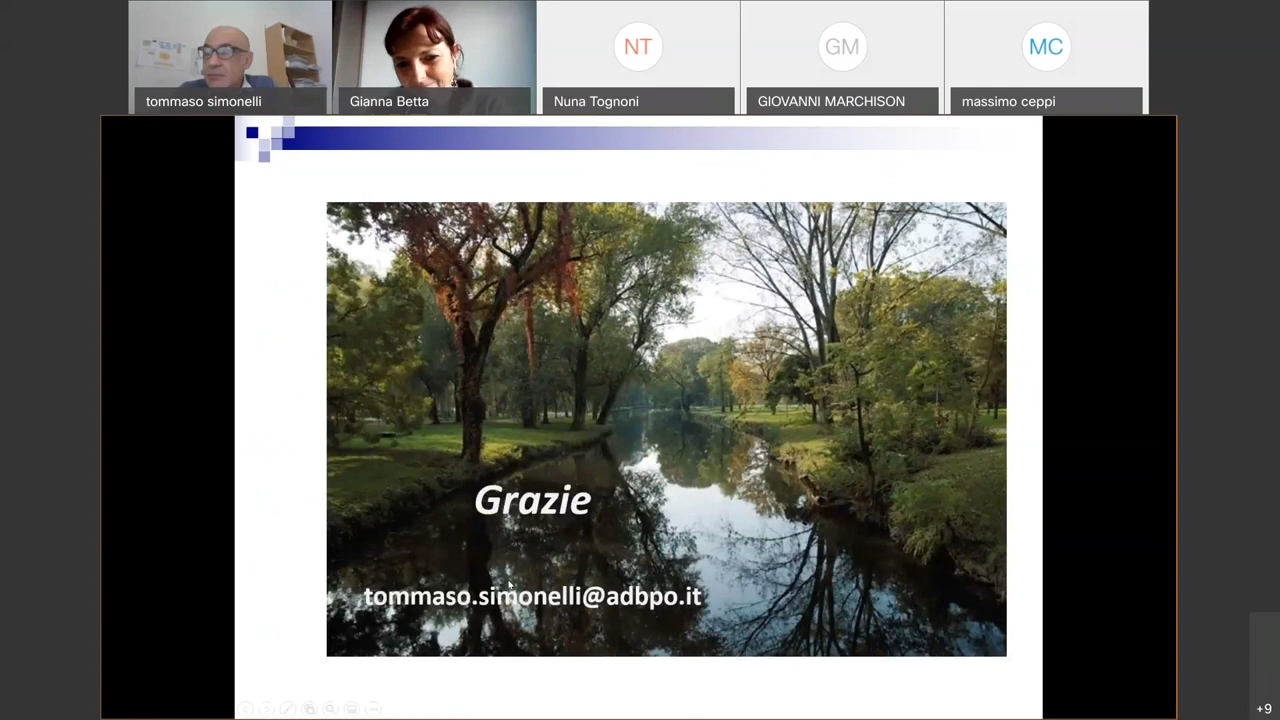 tommaso simonelli
Gianna Betta
NT
Nuna Tognoni
GM
GIOVANNI MARCHISON
MC
massimo ceppi
Grazie
tommaso.simonelli@adbpo.it
+9